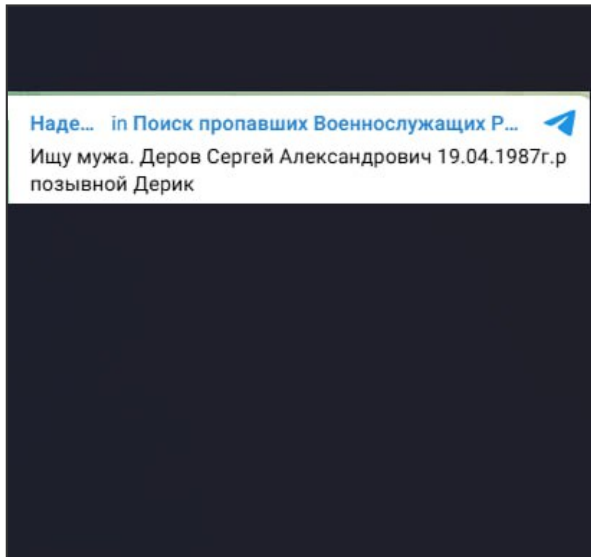 Наде... in Поиск пропавших Военнослужащих Р...
Ищу мужа. Деров Сергей Александрович 19.04.1987г.р
позывной Дерик